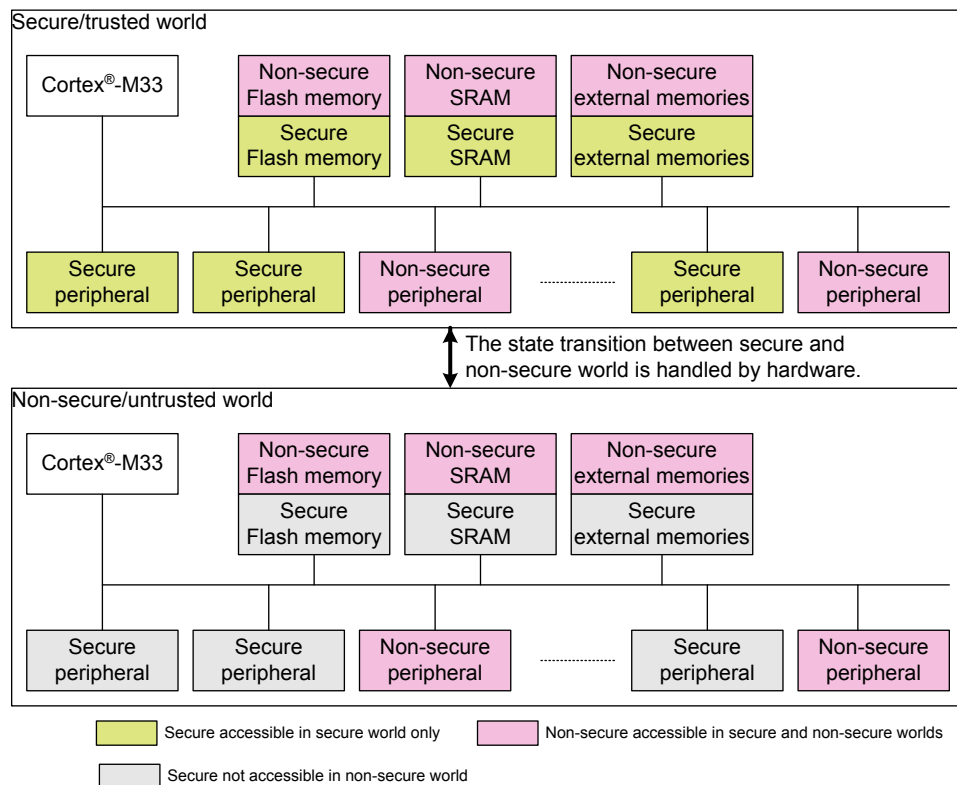 Secure/trusted world
Cortex®-M33
Non-secure
Flash memory
Secure
Flash memory
Non-secure
SRAM
Secure
SRAM
Non-secure
external memories
Secure
external memories
Secure
peripheral
Secure
peripheral
Non-secure
peripheral
Secure
peripheral
Non-secure
peripheral
The state transition between secure and
non-secure world is handled by hardware.
Non-secure/untrusted world
Cortex®-M33
Non-secure
Flash memory
Secure
Flash memory
Non-secure
SRAM
Secure
SRAM
Non-secure
external memories
Secure
external memories
Secure
peripheral
Secure
peripheral
Non-secure
peripheral
Secure
peripheral
Non-secure
peripheral
Secure accessible in secure world only
Non-secure accessible in secure and non-secure worlds
Secure not accessible in non-secure world